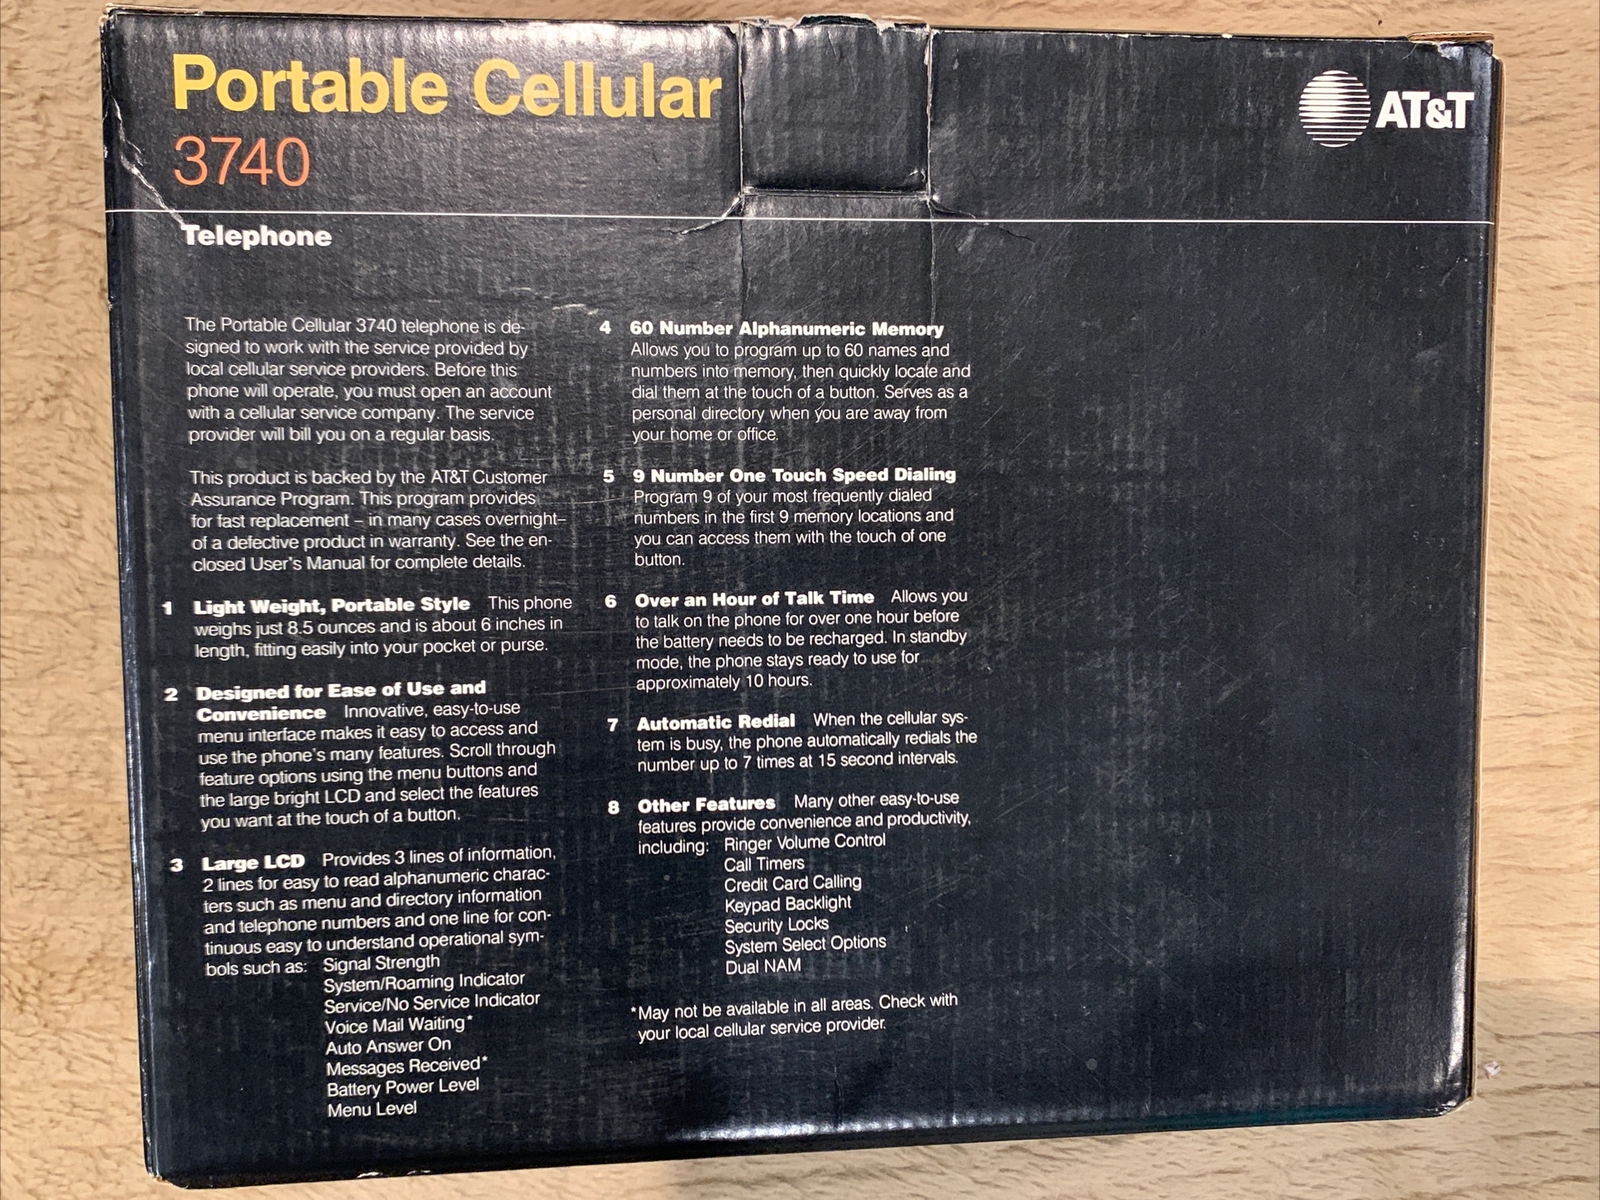 Portable Cellular
3740
AT&T
Telephone
The Portable Cellular 3740 telephone is de-
signed to work with the service provided by
local cellular service providers. Before this
phone will operate, you must open an account
with a cellular service company. The service
provider will bill you on a regular basis.
This product is backed by the AT&T Customer
Assurance Program. This program provides
for fast replacement – in many cases overnight–
of a defective product in warranty. See the en-
closed User's Manual for complete details.
1 Light Weight, Portable Style This phone
weighs just 8.5 ounces and is about 6 inches in
length, fitting easily into your pocket or purse.
2 Designed for Ease of Use and
Convenience Innovative, easy-to-use
menu interface makes it easy to access and
use the phone's many features. Scroll through
feature options using the menu buttons and
the large bright LCD and select the features
you want at the touch of a button.
3 Large LCD Provides 3 lines of information,
2 lines for easy to read alphanumeric charac-
ters such as menu and directory information
and telephone numbers and one line for con-
tinuous easy to understand operational sym-
bols such as: Signal Strength
System/Roaming Indicator
Service/No Service Indicator
Voice Mail Waiting*
Auto Answer On
Messages Received*
Battery Power Level
Menu Level
4 60 Number Alphanumeric Memory
Allows you to program up to 60 names and
numbers into memory, then quickly locate and
dial them at the touch of a button. Serves as a
personal directory when you are away from
your home or office.
5 9 Number One Touch Speed Dialing
Program 9 of your most frequently dialed
numbers in the first 9 memory locations and
you can access them with the touch of one
button.
6 Over an Hour of Talk Time Allows you
to talk on the phone for over one hour before
the battery needs to be recharged. In standby
mode, the phone stays ready to use for
approximately 10 hours.
7 Automatic Redial When the cellular sys-
tem is busy, the phone automatically redials the
number up to 7 times at 15 second intervals.
8 Other Features Many other easy-to-use
features provide convenience and productivity,
including: Ringer Volume Control
Call Timers
Credit Card Calling
Keypad Backlight
Security Locks
System Select Options
Dual NAM
*May not be available in all areas. Check with
your local cellular service provider.